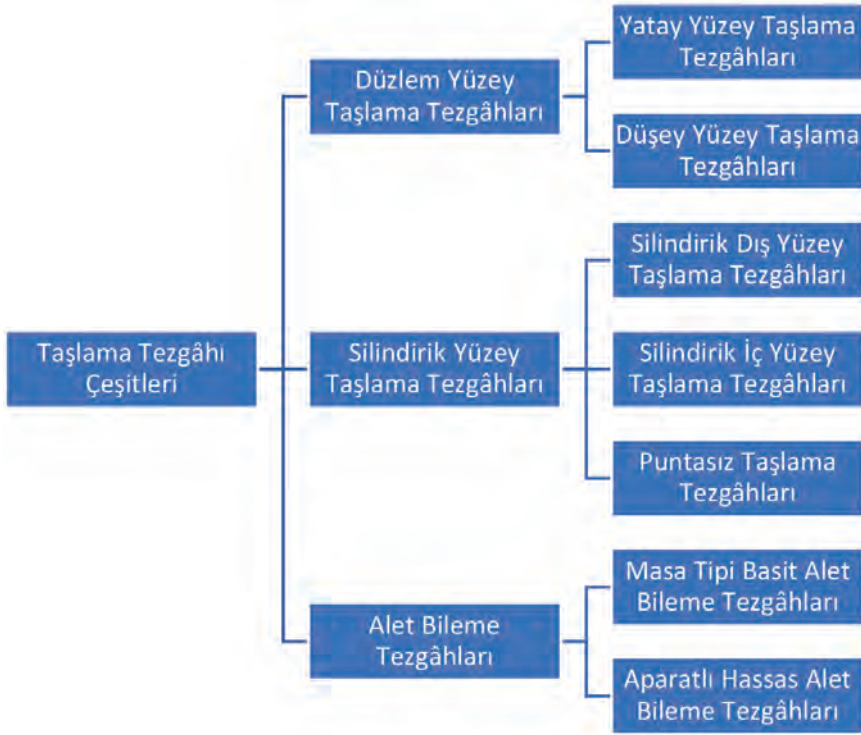 Taşlama Tezgâhı
Çeşitleri
Düzlem Yüzey
Taşlama Tezgâhları
Yatay Yüzey Taşlama
Tezgâhları
Düşey Yüzey Taşlama
Tezgâhları
Silindirik Yüzey
Taşlama Tezgâhları
Silindirik Dış Yüzey
Taşlama Tezgâhları
Silindirik İç Yüzey
Taşlama Tezgâhları
Puntasız Taşlama
Tezgâhları
Alet Bileme
Tezgâhları
Masa Tipi Basit Alet
Bileme Tezgâhları
Aparatlı Hassas Alet
Bileme Tezgâhları